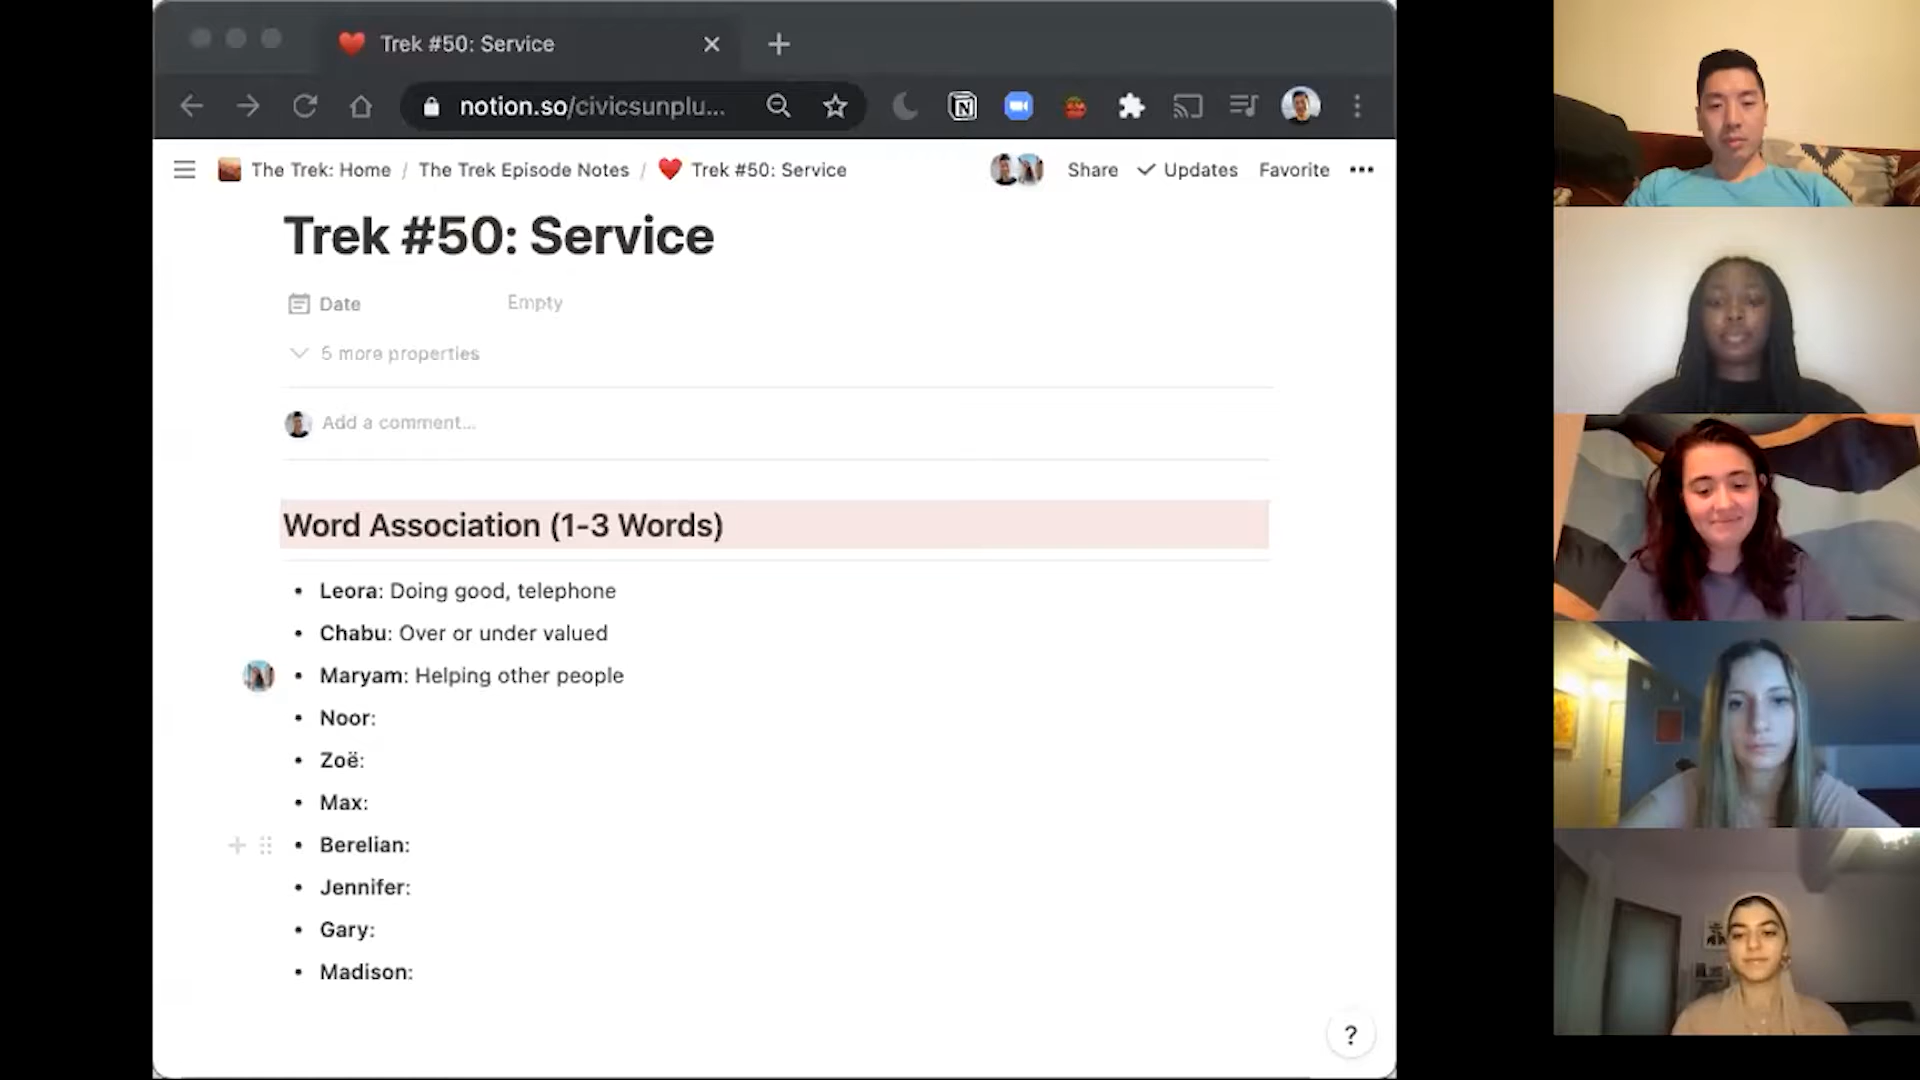 Trek #50: Service
notion.so/civicsunplu...
The Trek: Home / The Trek Episode Notes / Trek #50: Service
Share Updates Favorite
Trek #50: Service
Date Empty
5 more properties
Add a comment...
Word Association (1-3 Words)
• Leora: Doing good, telephone
• Chabu: Over or under valued
• Maryam: Helping other people
• Noor:
• Zoë:
• Max:
• Berelian:
• Jennifer:
• Gary:
• Madison:
?